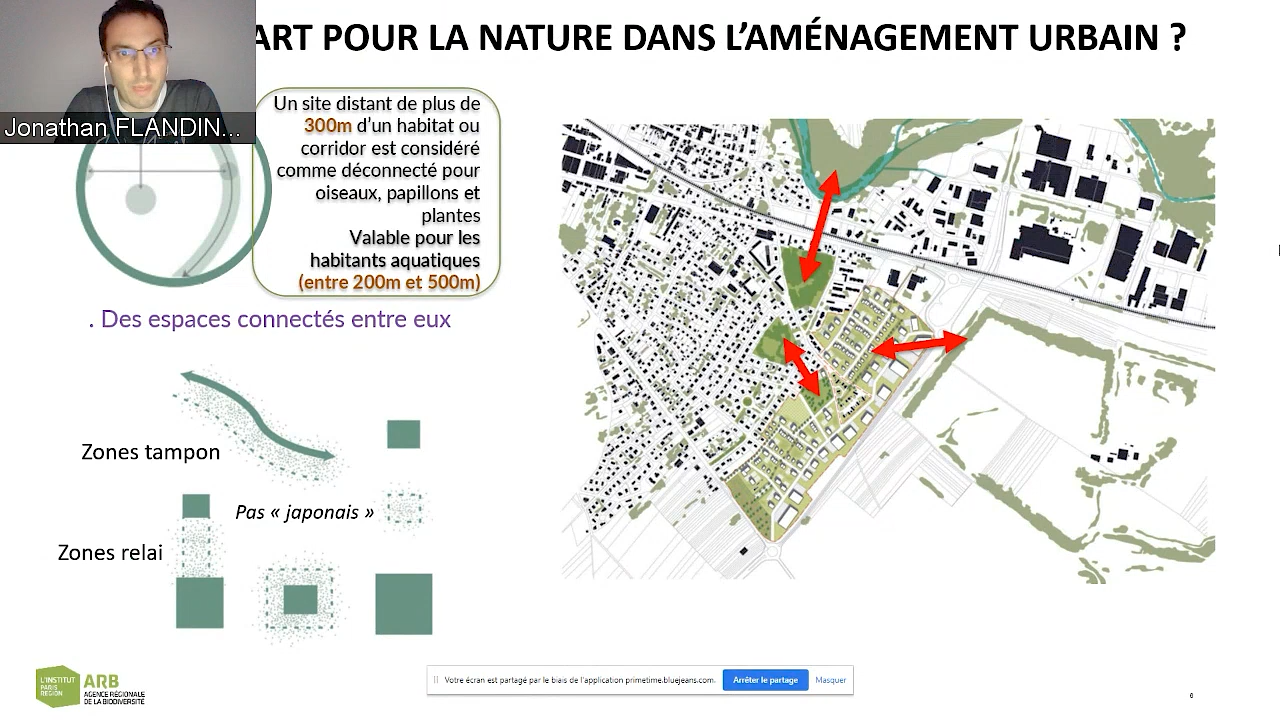 ART POUR LA NATURE DANS L'AMÉNAGEMENT URBAIN ?
Jonathan FLANDIN...
Un site distant de plus de
300m d'un habitat ou
corridor est considéré
comme déconnecté pour
oiseaux, papillons et
plantes
Valable pour les
habitants aquatiques
(entre 200m et 500m)
. Des espaces connectés entre eux
Zones tampon
Pas « japonais »
Zones relai
L'INSTITUT
PARIS
REGION
ARB
AGENCE RÉGIONALE
DE LA BIODIVERSITÉ
Votre écran est partagé par le biais de l'application primetime.bluejeans.com.
Arrêter le partage
Masquer
6